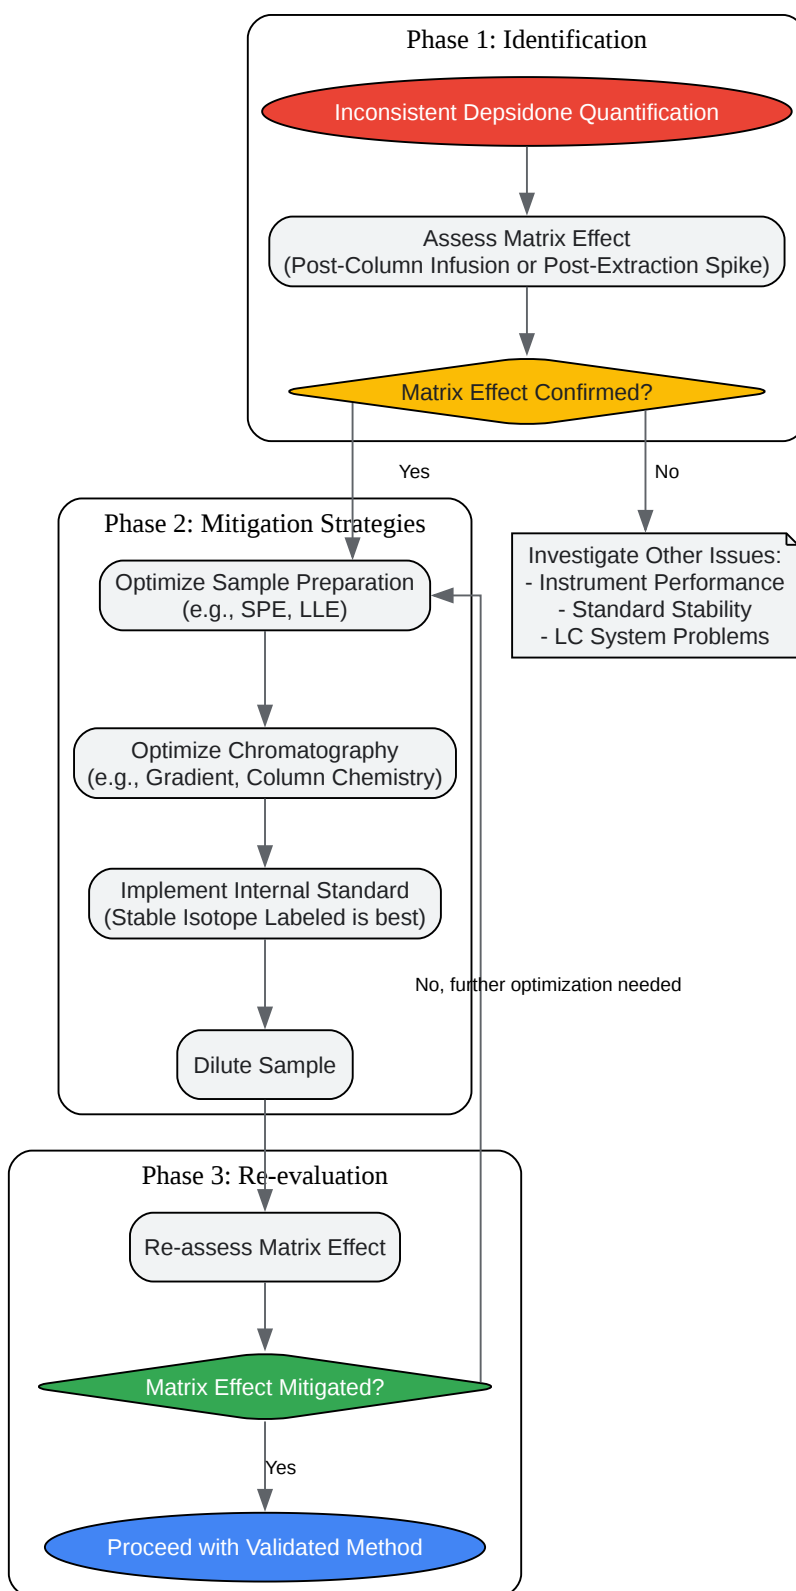 Phase 1: Identification
Inconsistent Depsidone Quantification
Assess Matrix Effect
(Post-Column Infusion or Post-Extraction Spike)
Matrix Effect Confirmed?
Yes
No
Phase 2: Mitigation Strategies
Optimize Sample Preparation
(e.g., SPE, LLE)
Investigate Other Issues:
- Instrument Performance
- Standard Stability
- LC System Problems
Optimize Chromatography
(e.g., Gradient, Column Chemistry)
Implement Internal Standard
(Stable Isotope Labeled is best)
No, further optimization needed
Dilute Sample
Phase 3: Re-evaluation
Re-assess Matrix Effect
Matrix Effect Mitigated?
Yes
Proceed with Validated Method